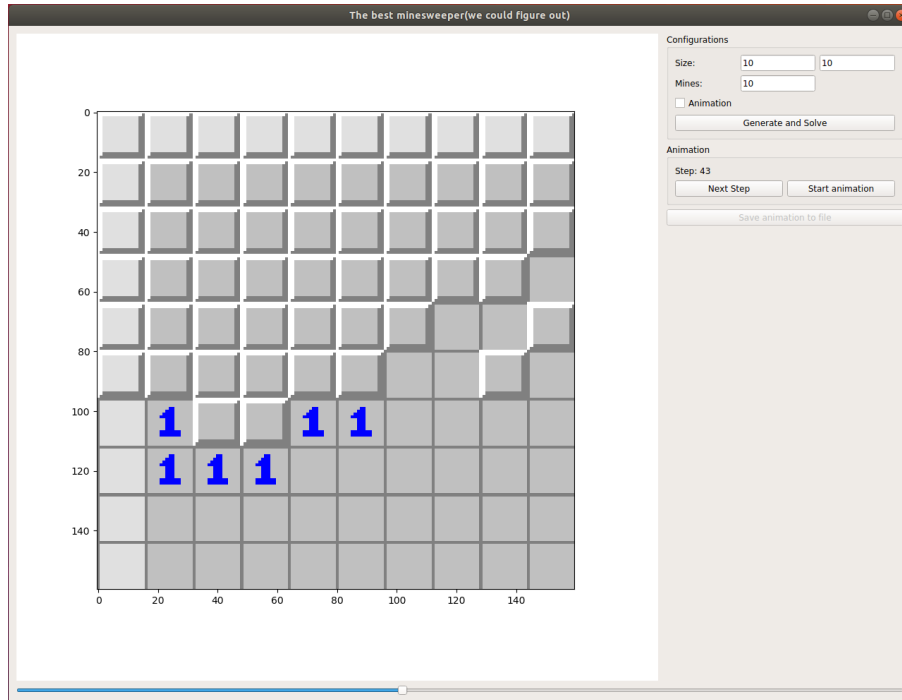 The best minesweeper(we could figure out)
Configurations
Size: 10 10
Mines: 10
Animation
Generate and Solve
Animation
Step: 43
Next Step Start animation
Save animation to file
0
20
40
60
80
100
120
140
1 1 1
1 1 1
0 20 40 60 80 100 120 140